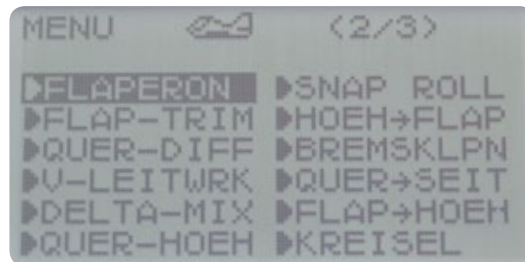 MENU <2/3>
▶FLAPERON ▶SNAP ROLL
▶FLAP-TRIM ▶HOEH→FLAP
▶QUER-DIFF ▶BREMSKLPN
▶V-LEITWRK ▶QUER→SEIT
▶DELTA-MIX ▶FLAP→HOEH
▶QUER-HOEH ▶KREISEL